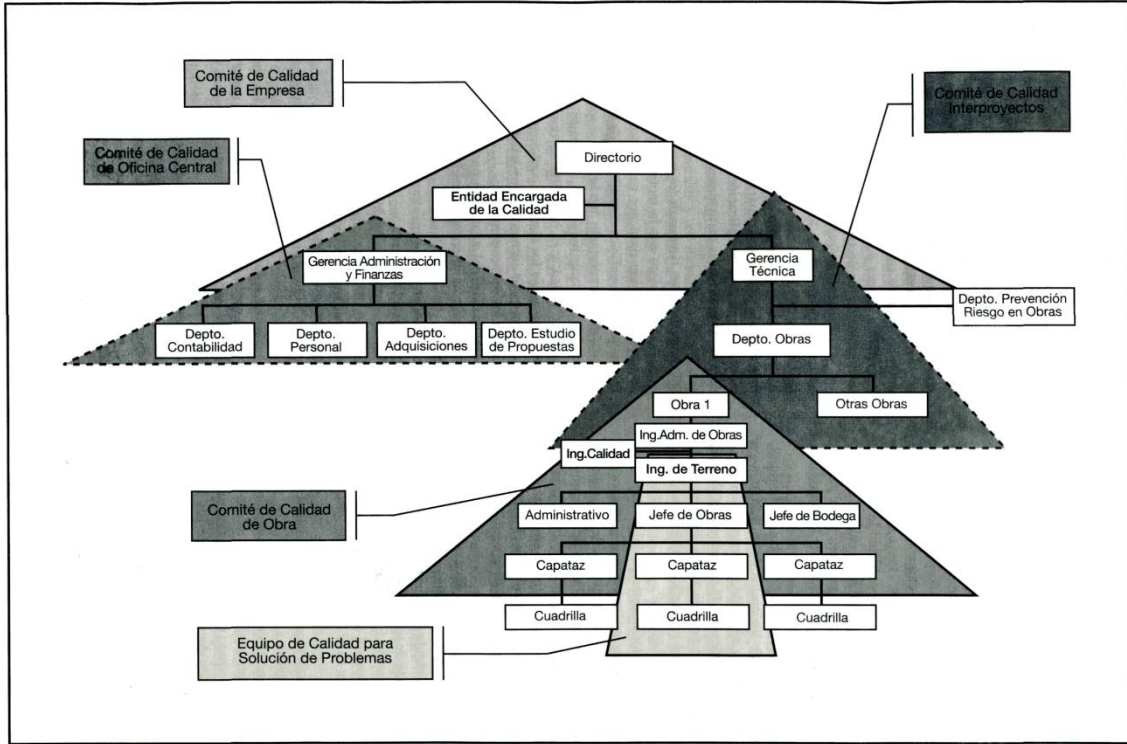 Comité de Calidad
de la Empresa
Comité de Calidad
Interproyectos
Comité de Calidad
de Oficina Central
Directorio
Entidad Encargada
de la Calidad
Gerencia Administración
y Finanzas
Gerencia
Técnica
Depto. Prevención
Riesgo en Obras
Depto.
Contabilidad
Depto.
Personal
Depto.
Adquisiciones
Depto. Estudio
de Propuestas
Depto. Obras
Obra 1
Otras Obras
Ing.Adm. de Obras
Ing.Calidad
Ing. de Terreno
Comité de Calidad
de Obra
Administrativo
Jefe de Obras
Jefe de Bodega
Capataz
Capataz
Capataz
Cuadrilla
Cuadrilla
Cuadrilla
Equipo de Calidad para
Solución de Problemas